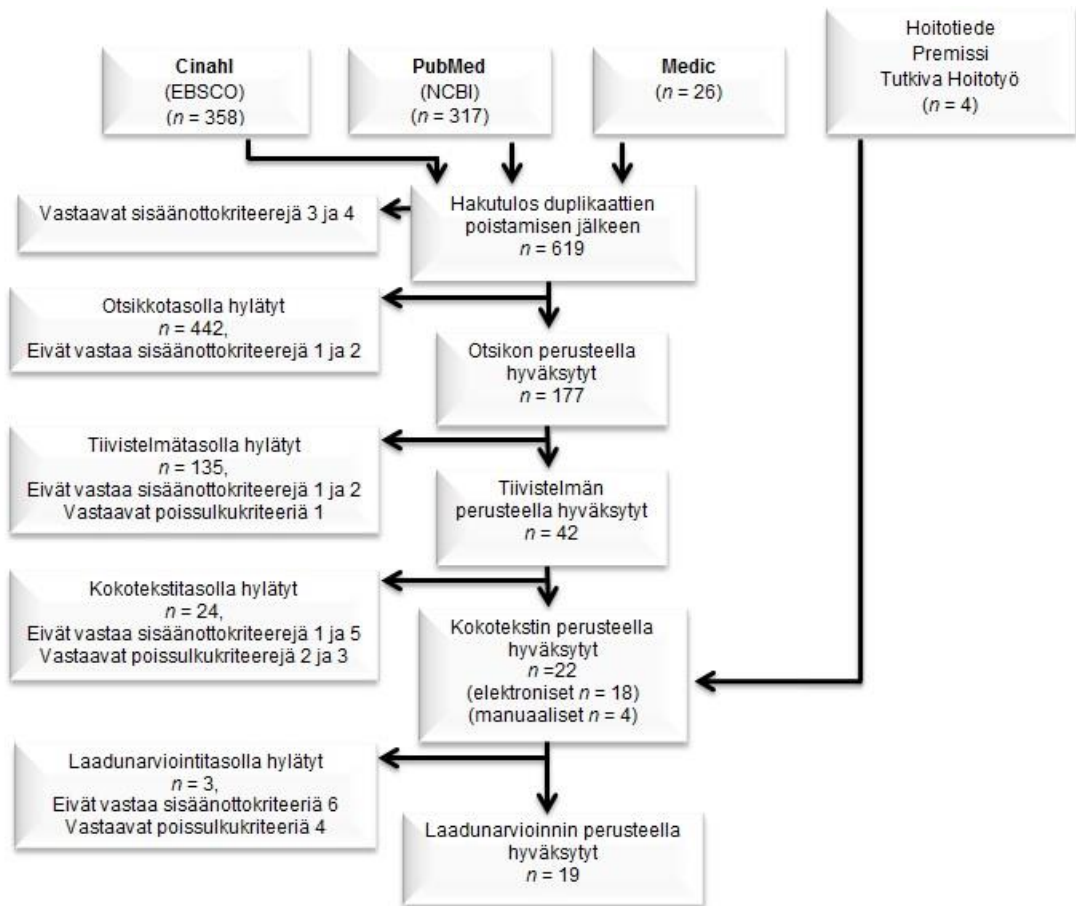 Cinahl
(EBSCO)
(n = 358)
PubMed
(NCBI)
(n = 317)
Medic
(n = 26)
Hoitotiede
Premissi
Tutkiva Hoitotyö
(n = 4)
Vastaavat sisäänottokriteerejä 3 ja 4
Hakutulos duplikaattien
poistamisen jälkeen
n = 619
Otsikkotasolla hylätyt
n = 442,
Eivät vastaa sisäänottokriteerejä 1 ja 2
Otsikon perusteella
hyväksytyt
n = 177
Tiivistelmätasolla hylätyt
n = 135,
Eivät vastaa sisäänottokriteerejä 1 ja 2
Vastaavat poissulkukriteeriä 1
Tiivistelmän
perusteella hyväksytyt
n = 42
Kokotekstitasolla hylätyt
n = 24,
Eivät vastaa sisäänottokriteerejä 1 ja 5
Vastaavat poissulkukriteerejä 2 ja 3
Kokotekstin perusteella
hyväksytyt
n =22
(elektroniset n = 18)
(manuaaliset n = 4)
Laadunarviointitasolla hylätyt
n = 3,
Eivät vastaa sisäänottokriteeriä 6
Vastaavat poissulkukriteeriä 4
Laadunarvioinnin perusteella
hyväksytyt
n = 19